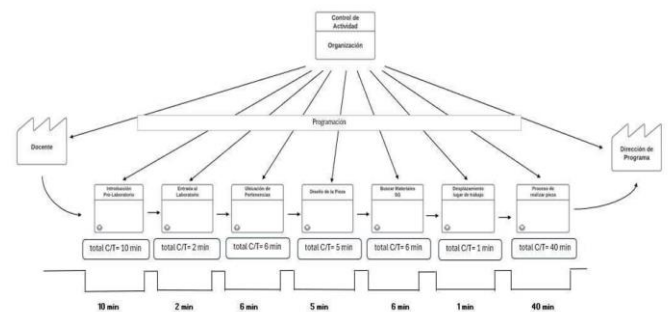 Control de
Actividad
Organización
Programación
Docente
Dirección de
Programa
Introducción
Pre Laboratorio
Entrada al
Laboratorio
Ubicación de
Pertenencias
Diseño de la Pieza
Buscar Materiales
5G
Desplazamiento
lugar de trabajo
Proceso de
realizar pieza
total C/T= 10 min
total C/T= 2 min
total C/T= 6 min
total C/T= 5 min
total C/T= 6 min
total C/T= 1 min
total C/T= 40 min
10 min
2 min
6 min
5 min
6 min
1 min
40 min